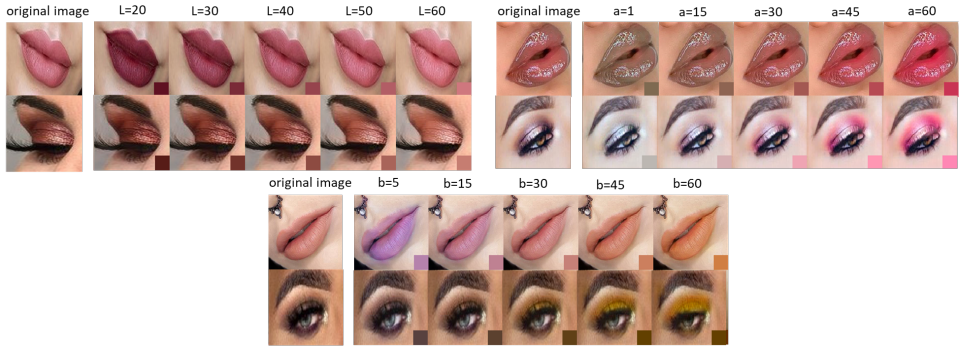 original image L=20 L=30 L=40 L=50 L=60
original image a=1 a=15 a=30 a=45 a=60
original image b=5 b=15 b=30 b=45 b=60